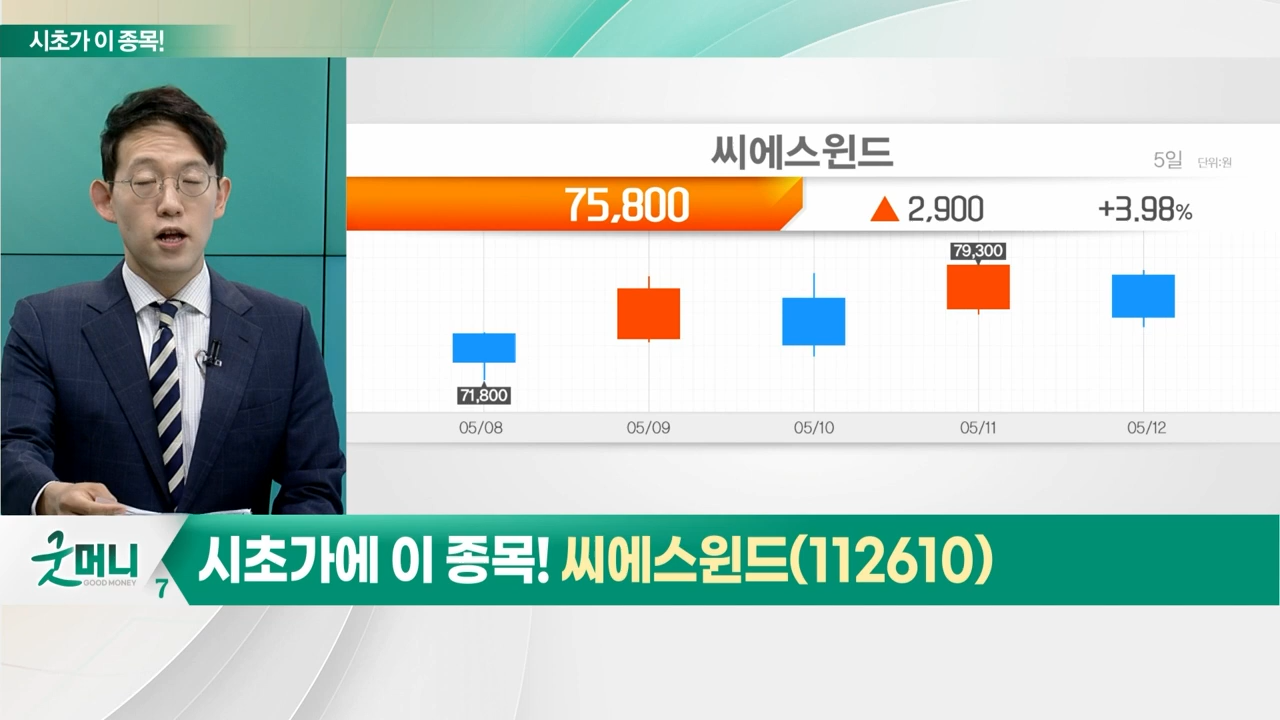 시초가 이 종목!
씨에스윈드
5일 단위:원
75,800 ▲ 2,900 +3.98%
79,300
71,800
05/08 05/09 05/10 05/11 05/12
굿머니
GOOD MONEY
7
시초가에 이 종목! 씨에스윈드(112610)